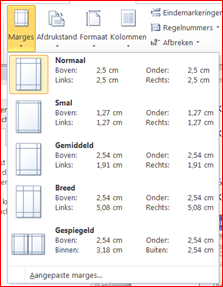 Marges
Afdrukstand
Formaat
Kolommen
Eindemarkeringen
Regelnummers
Afbreken
Normaal
Boven: 2,5 cm Onder: 2,5 cm
Links: 2,5 cm Rechts: 2,5 cm
Smal
Boven: 1,27 cm Onder: 1,27 cm
Links: 1,27 cm Rechts: 1,27 cm
Gemiddeld
Boven: 2,54 cm Onder: 2,54 cm
Links: 1,91 cm Rechts: 1,91 cm
Breed
Boven: 2,54 cm Onder: 2,54 cm
Links: 5,08 cm Rechts: 5,08 cm
Gespiegeld
Boven: 2,54 cm Onder: 2,54 cm
Binnen: 3,18 cm Buiten: 2,54 cm
Aangepaste marges...